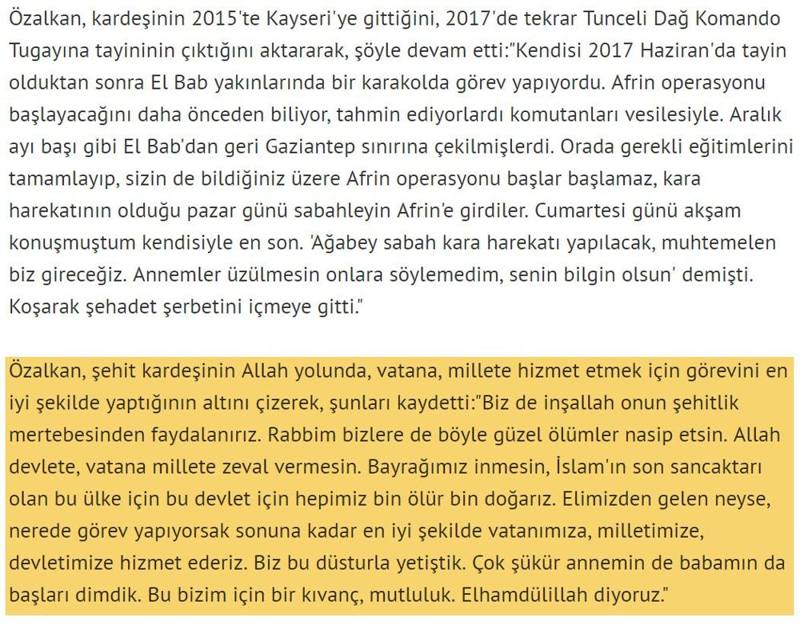 Özalkan, kardeşinin 2015'te Kayseri'ye gittiğini, 2017'de tekrar Tunceli Dağ Komando
Tugayına tayininin çıktığını aktararak, şöyle devam etti:"Kendisi 2017 Haziran'da tayin
olduktan sonra El Bab yakınlarında bir karakolda görev yapıyordu. Afrin operasyonu
başlayacağını daha önceden biliyor, tahmin ediyorlardı komutanları vesilesiyle. Aralık
ayı başı gibi El Bab'dan geri Gaziantep sınırına çekilmişlerdi. Orada gerekli eğitimlerini
tamamlayıp, sizin de bildiğiniz üzere Afrin operasyonu başlar başlamaz, kara
harekatının olduğu pazar günü sabahleyin Afrin'e girdiler. Cumartesi günü akşam
konuşmuştum kendisiyle en son. 'Ağabey sabah kara harekatı yapılacak, muhtemelen
biz gireceğiz. Annemler üzülmesin onlara söylemedim, senin bilgin olsun' demişti.
Koşarak şehadet şerbetini içmeye gitti."
Özalkan, şehit kardeşinin Allah yolunda, vatana, millete hizmet etmek için görevini en
iyi şekilde yaptığının altını çizerek, şunları kaydetti:"Biz de inşallah onun şehitlik
mertebesinden faydalanırız. Rabbim bizlere de böyle güzel ölümler nasip etsin. Allah
devlete, vatana millete zeval vermesin. Bayrağımız inmesin, İslam'ın son sancaktarı
olan bu ülke için bu devlet için hepimiz bin ölür bin doğarız. Elimizden gelen neyse,
nerede görev yapıyorsak sonuna kadar en iyi şekilde vatanımıza, milletimize,
devletimize hizmet ederiz. Biz bu düsturla yetiştik. Çok şükür annemin de babamın da
başları dimdik. Bu bizim için bir kıvanç, mutluluk. Elhamdülillah diyoruz."